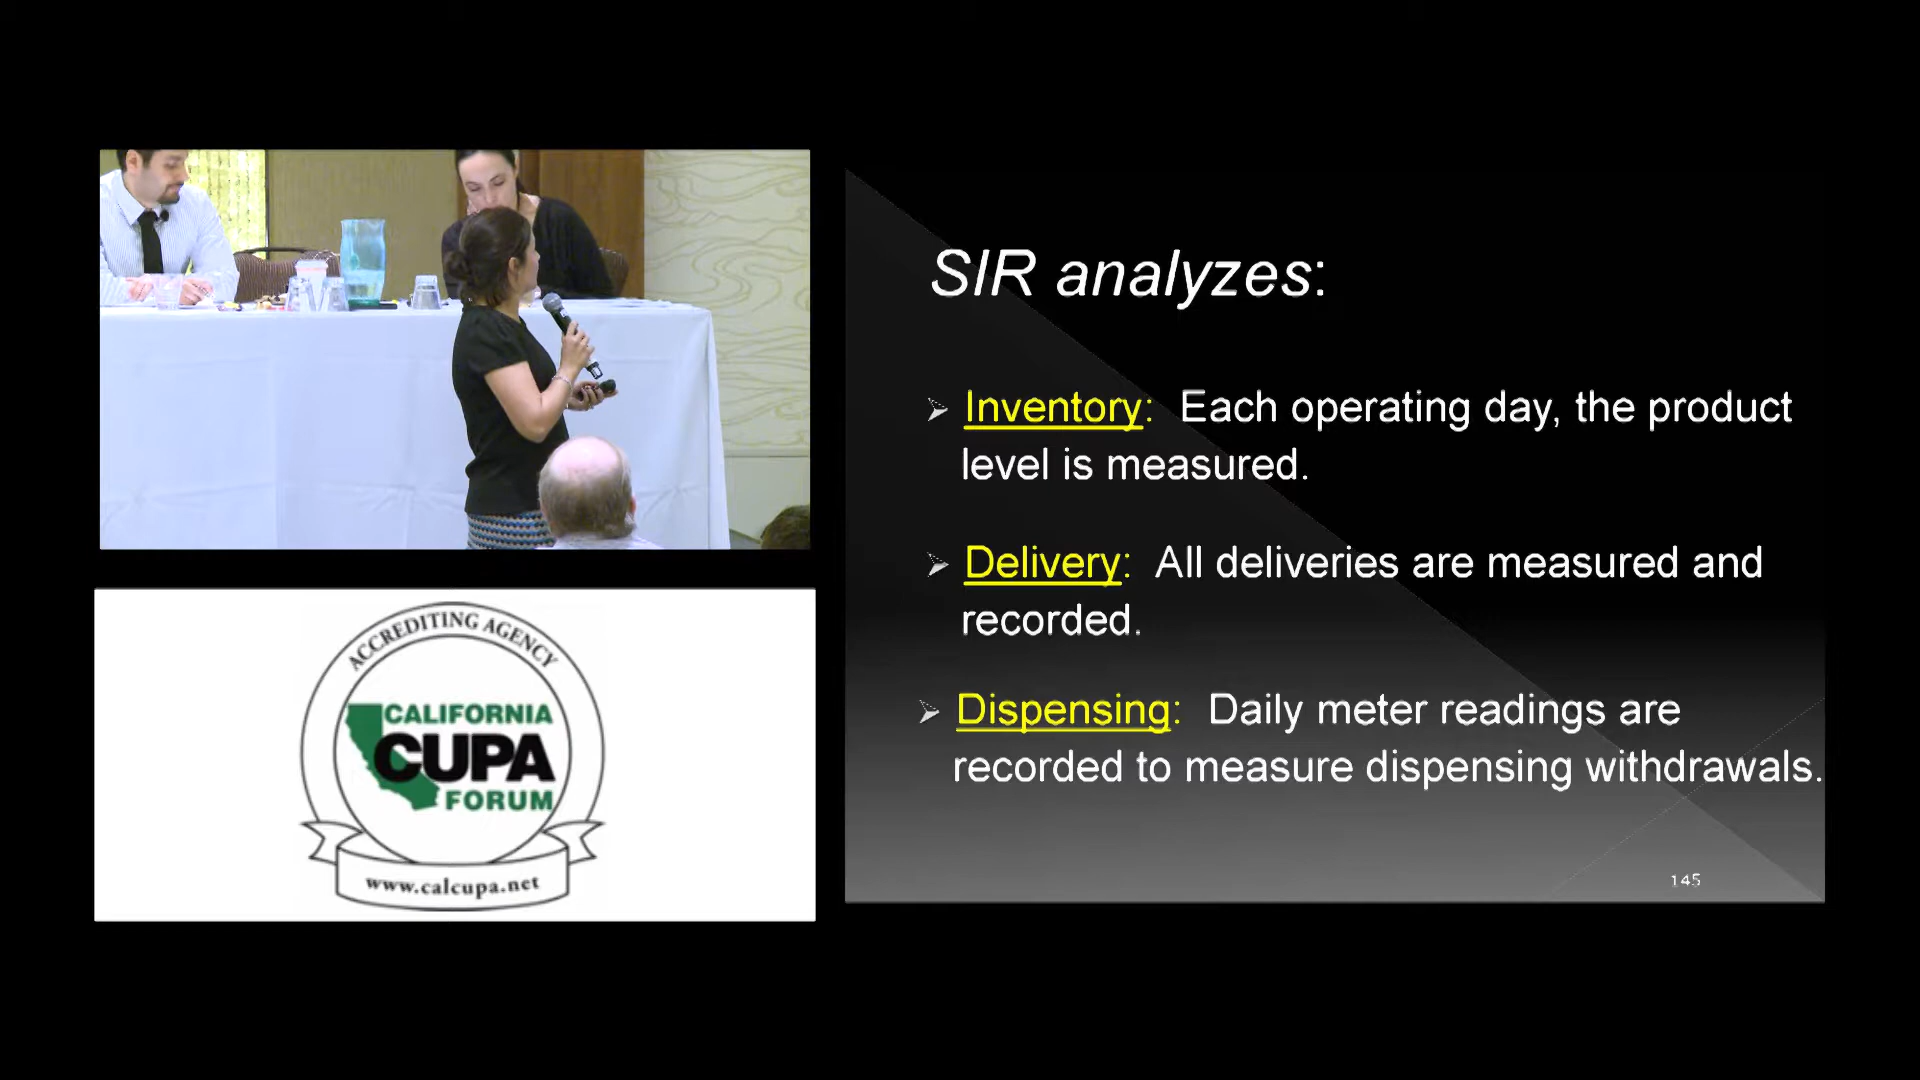 SIR analyzes:
➢ Inventory: Each operating day, the product
level is measured.
➢ Delivery: All deliveries are measured and
recorded.
➢ Dispensing: Daily meter readings are
recorded to measure dispensing withdrawals.
145
ACCREDITING AGENCY
CALIFORNIA
CUPA
FORUM
www.calcupa.net